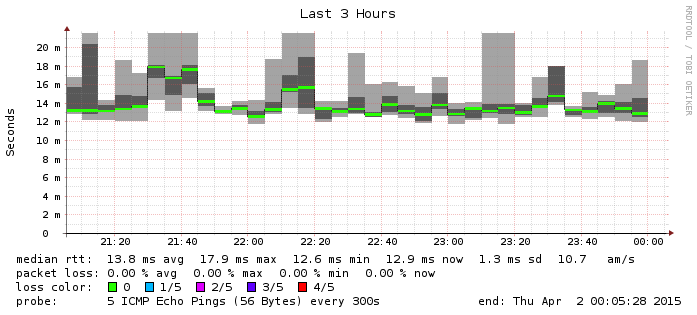 Last 3 Hours
RRDTOOL / TOBI OETIKER
Seconds
20 m
18 m
16 m
14 m
12 m
10 m
8 m
6 m
4 m
2 m
0
21:20 21:40 22:00 22:20 22:40 23:00 23:20 23:40 00:00
median rtt: 13.8 ms avg 17.9 ms max 12.6 ms min 12.9 ms now 1.3 ms sd 10.7 am/s
packet loss: 0.00 % avg 0.00 % max 0.00 % min 0.00 % now
loss color: 0 1/5 2/5 3/5 4/5
probe: 5 ICMP Echo Pings (56 Bytes) every 300s end: Thu Apr 2 00:05:28 2015